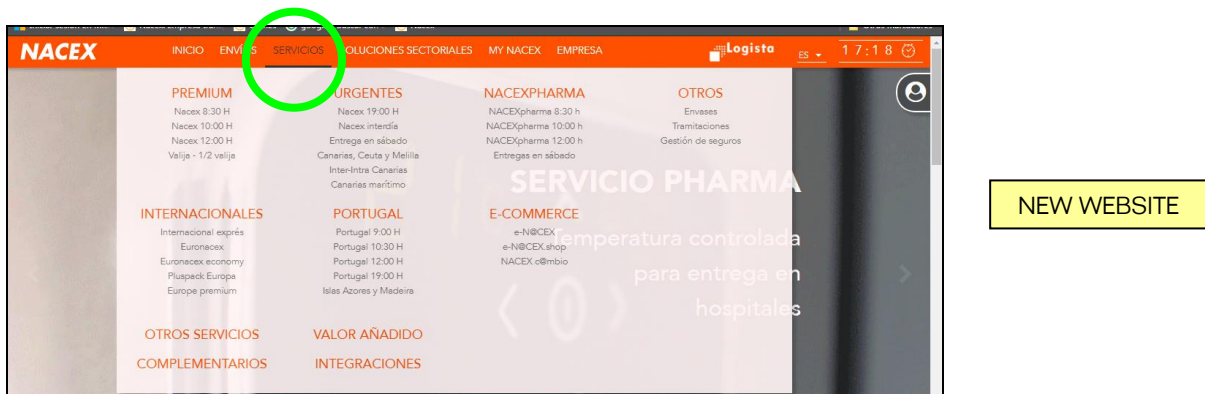 NACEX
INICIO ENVÍOS SERVICIOS SOLUCIONES SECTORIALES MY NACEX EMPRESA
Logista
ES
17:18
PREMIUM
Nacex 8:30 H
Nacex 10:00 H
Nacex 12:00 H
Valija - 1/2 valija
URGENTES
Nacex 19:00 H
Nacex interdía
Entrega en sábado
Canarias, Ceuta y Melilla
Inter-Intra Canarias
Canarias marítimo
NACEXPHARMA
NACEXpharma 8:30 h
NACEXpharma 10:00 h
NACEXpharma 12:00 h
Entregas en sábado
OTROS
Envases
Tramitaciones
Gestión de seguros
SERVICIO PHARMA
Temperatura controlada
para entrega en
hospitales
INTERNACIONALES
Internacional exprés
Euronacex
Euronacex economy
Pluspack Europa
Europe premium
PORTUGAL
Portugal 9:00 H
Portugal 10:30 H
Portugal 12:00 H
Portugal 19:00 H
Islas Azores y Madeira
E-COMMERCE
e-N@CEX
e-N@CEX.shop
NACEX.c@mbio
OTROS SERVICIOS
VALOR AÑADIDO
COMPLEMENTARIOS
INTEGRACIONES
NEW WEBSITE